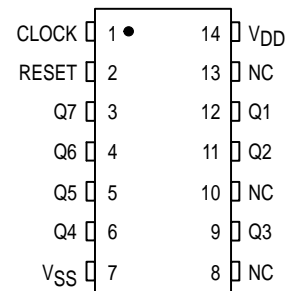 CLOCK 1 14 VDD
RESET 2 13 NC
Q7 3 12 Q1
Q6 4 11 Q2
Q5 5 10 NC
Q4 6 9 Q3
VSS 7 8 NC